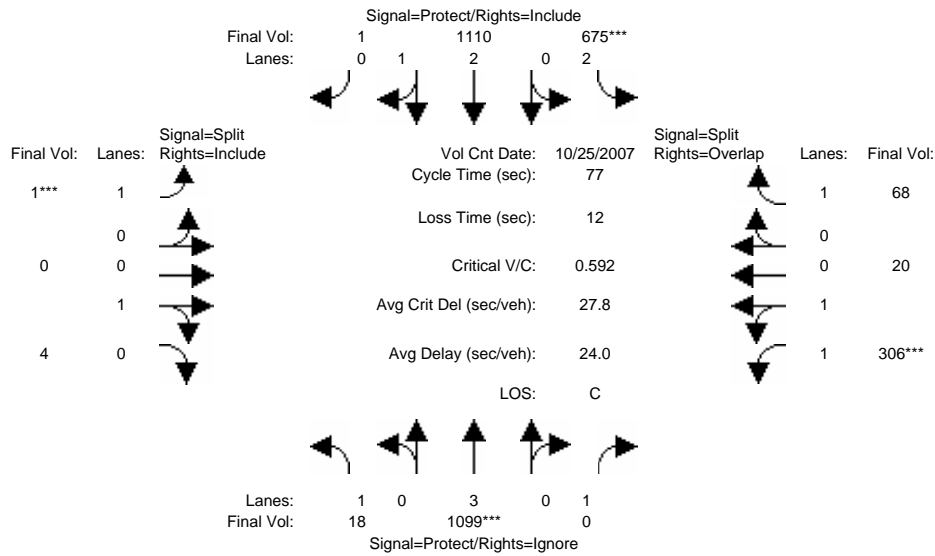 Signal=Protect/Rights=Include
Final Vol: 1 1110 675***
Lanes: 0 1 2 0 2
Signal=Split Signal=Split
Final Vol: Lanes: Rights=Include Vol Cnt Date: 10/25/2007 Rights=Overlap Lanes: Final Vol:
Cycle Time (sec): 77
1*** 1 1 68
Loss Time (sec): 12
0 0
0 0 Critical V/C: 0.592 0 20
1 Avg Crit Del (sec/veh): 27.8 1
4 0 Avg Delay (sec/veh): 24.0 1 306***
LOS: C
Lanes: 1 0 3 0 1
Final Vol: 18 1099*** 0
Signal=Protect/Rights=Ignore